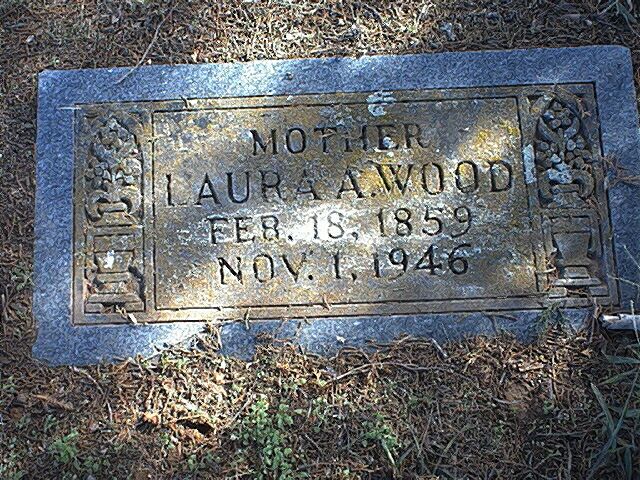 MOTHER
LAURA A. WOOD
FEB. 18, 1859
NOV. 1, 1946